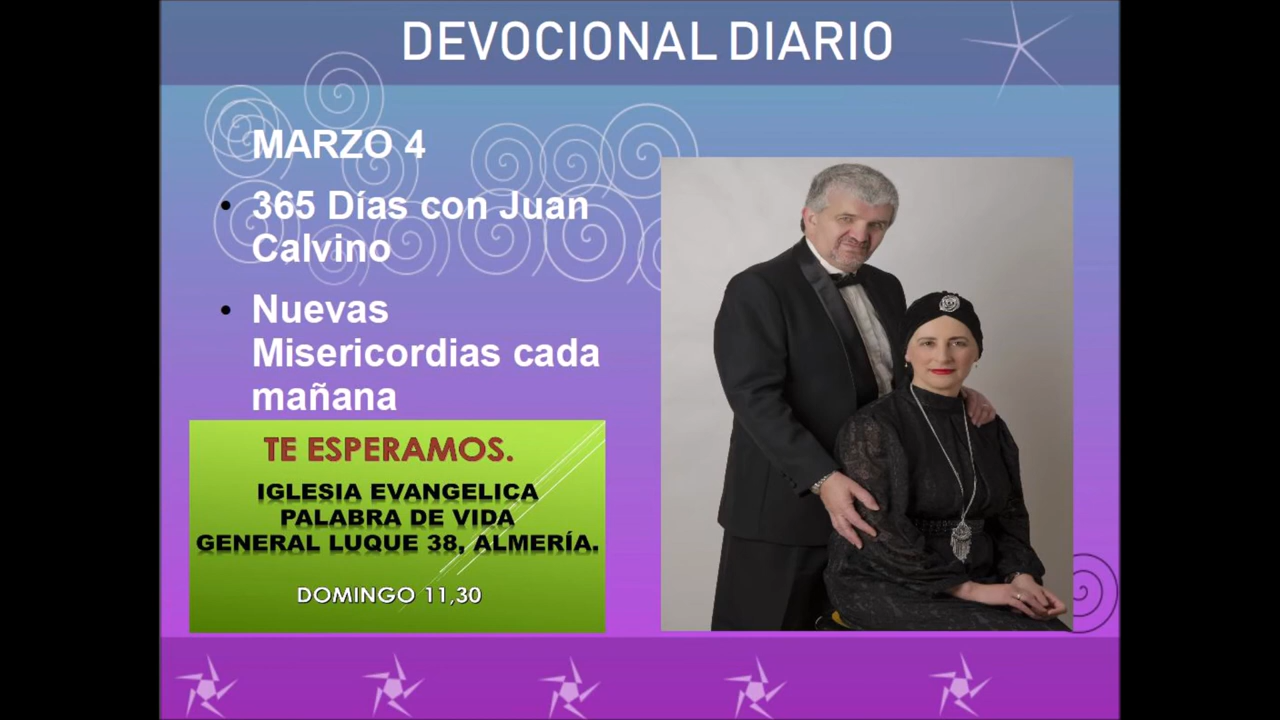 DEVOCIONAL DIARIO
MARZO 4
• 365 Días con Juan
Calvino
• Nuevas
Misericordias cada
mañana
TE ESPERAMOS.
IGLESIA EVANGELICA
PALABRA DE VIDA
GENERAL LUQUE 38, ALMERÍA.
DOMINGO 11,30